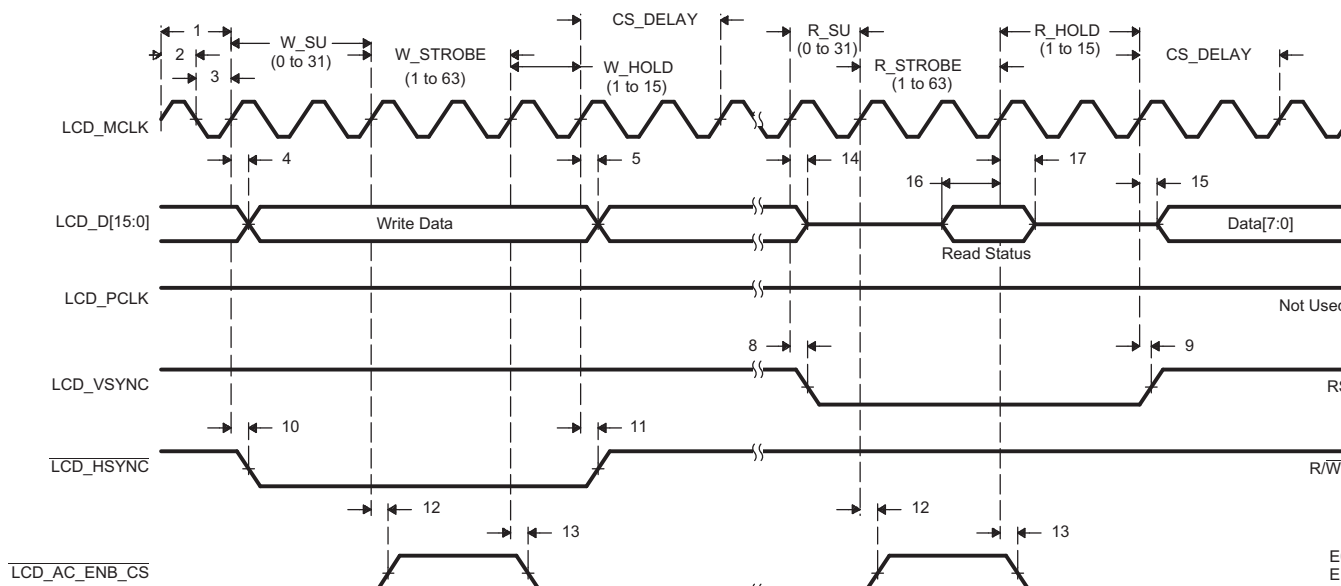 CS_DELAY
1
W_SU
(0 to 31)
W_STROBE
(1 to 63)
W_HOLD
(1 to 15)
R_SU
(0 to 31)
R_STROBE
(1 to 63)
R_HOLD
(1 to 15)
CS_DELAY
2
3
LCD_MCLK
4
5
14
17
16
15
LCD_D[15:0]
Write Data
Data[7:0]
Read Status
LCD_PCLK
Not Used
8
9
LCD_VSYNC
RS
10
11
LCD_HSYNC
R/W
12
13
12
13
LCD_AC_ENB_CS
E
E